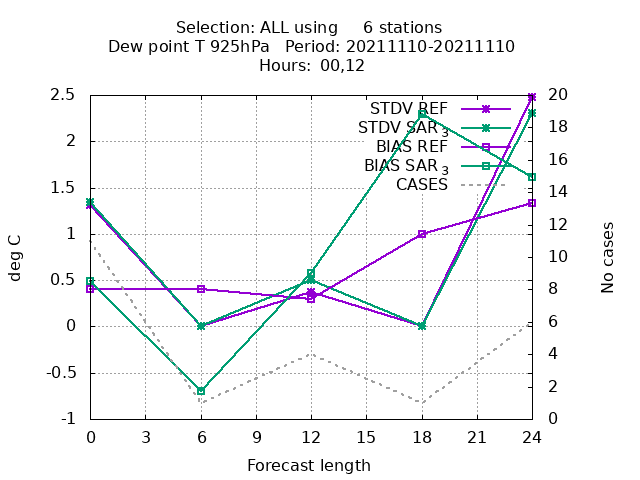 Selection: ALL using     6 stations
Dew point T 925hPa   Period: 20211110-20211110
Hours: 00,12
STDV REF
STDV SAR 3
BIAS REF
BIAS SAR 3
CASES
2.5
2
1.5
1
0.5
0
-0.5
-1
20
18
16
14
12
10
8
6
4
2
0
0 3 6 9 12 15 18 21 24
deg C
No cases
Forecast length